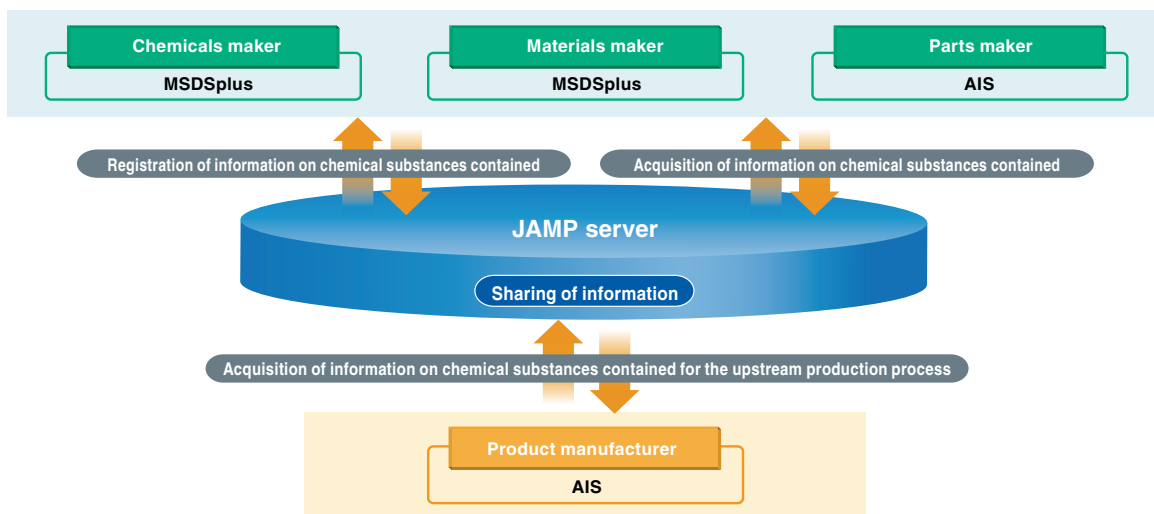 Chemicals maker
MSDSplus
Materials maker
MSDSplus
Parts maker
AIS
Registration of information on chemical substances contained
Acquisition of information on chemical substances contained
JAMP server
Sharing of information
Acquisition of information on chemical substances contained for the upstream production process
Product manufacturer
AIS